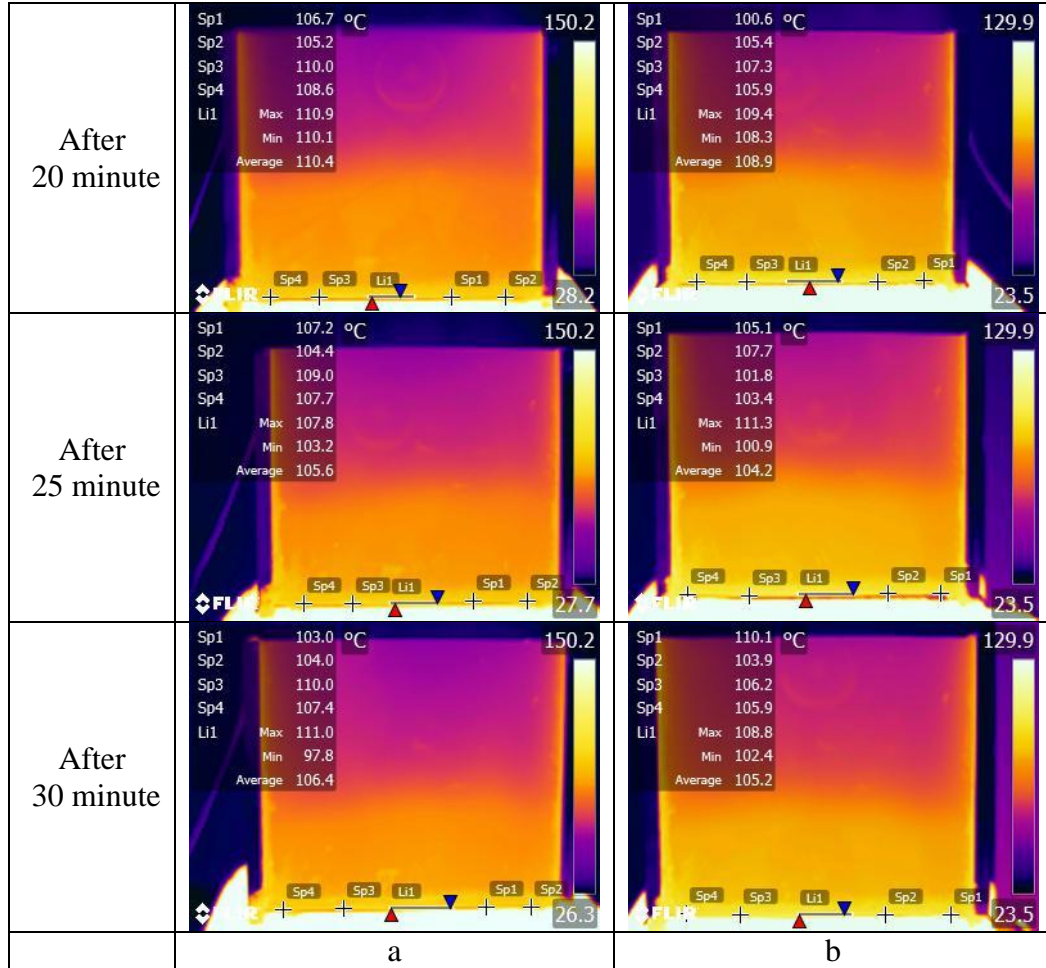 After
20 minute
Sp1 106.7 °C 150.2
Sp2 105.2
Sp3 110.0
Sp4 108.6
Li1 Max 110.9
Min 110.1
Average 110.4
Sp4 Sp3 Li1 Sp1 Sp2
FLIR 28.2
Sp1 100.6 °C 129.9
Sp2 105.4
Sp3 107.3
Sp4 105.9
Li1 Max 109.4
Min 108.3
Average 108.9
Sp4 Sp3 Li1 Sp2 Sp1
FLIR 23.5
After
25 minute
Sp1 107.2 °C 150.2
Sp2 104.4
Sp3 109.0
Sp4 107.7
Li1 Max 107.8
Min 103.2
Average 105.6
Sp4 Sp3 Li1 Sp1 Sp2
FLIR 27.7
Sp1 105.1 °C 129.9
Sp2 107.7
Sp3 101.8
Sp4 103.4
Li1 Max 111.3
Min 100.9
Average 104.2
Sp4 Sp3 Li1 Sp2 Sp1
FLIR 23.5
After
30 minute
Sp1 103.0 °C 150.2
Sp2 104.0
Sp3 110.0
Sp4 107.4
Li1 Max 111.0
Min 97.8
Average 106.4
Sp4 Sp3 Li1 Sp1 Sp2
FLIR 26.3
Sp1 110.1 °C 129.9
Sp2 103.9
Sp3 106.2
Sp4 105.9
Li1 Max 108.8
Min 102.4
Average 105.2
Sp4 Sp3 Li1 Sp2 Sp1
FLIR 23.5
a b